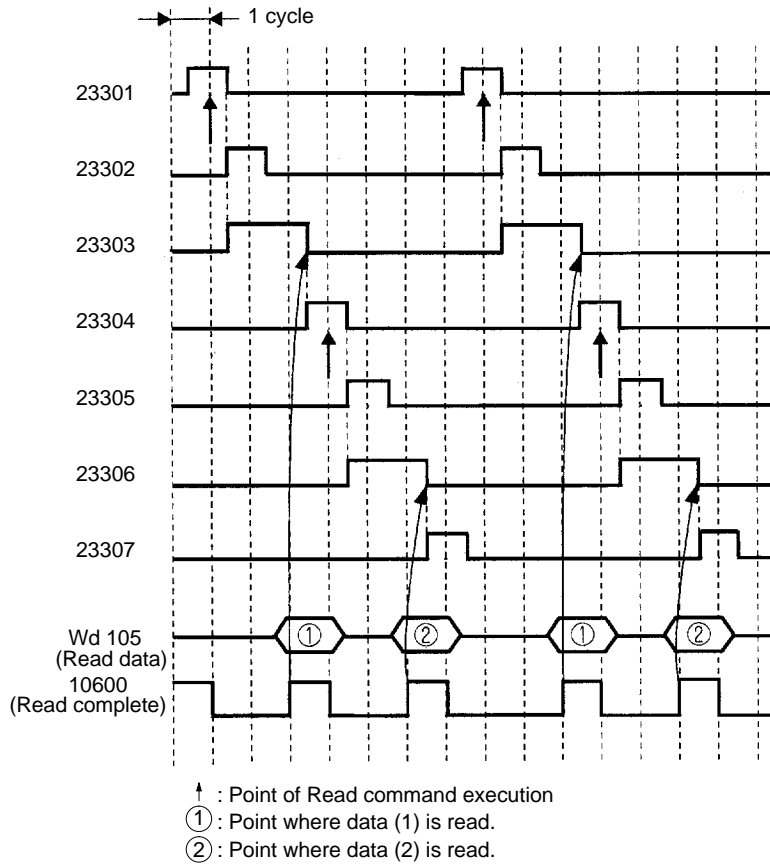 1 cycle
23301
23302
23303
23304
23305
23306
23307
Wd 105
(Read data)
① ② ① ②
10600
(Read complete)
: Point of Read command execution
① : Point where data (1) is read.
② : Point where data (2) is read.